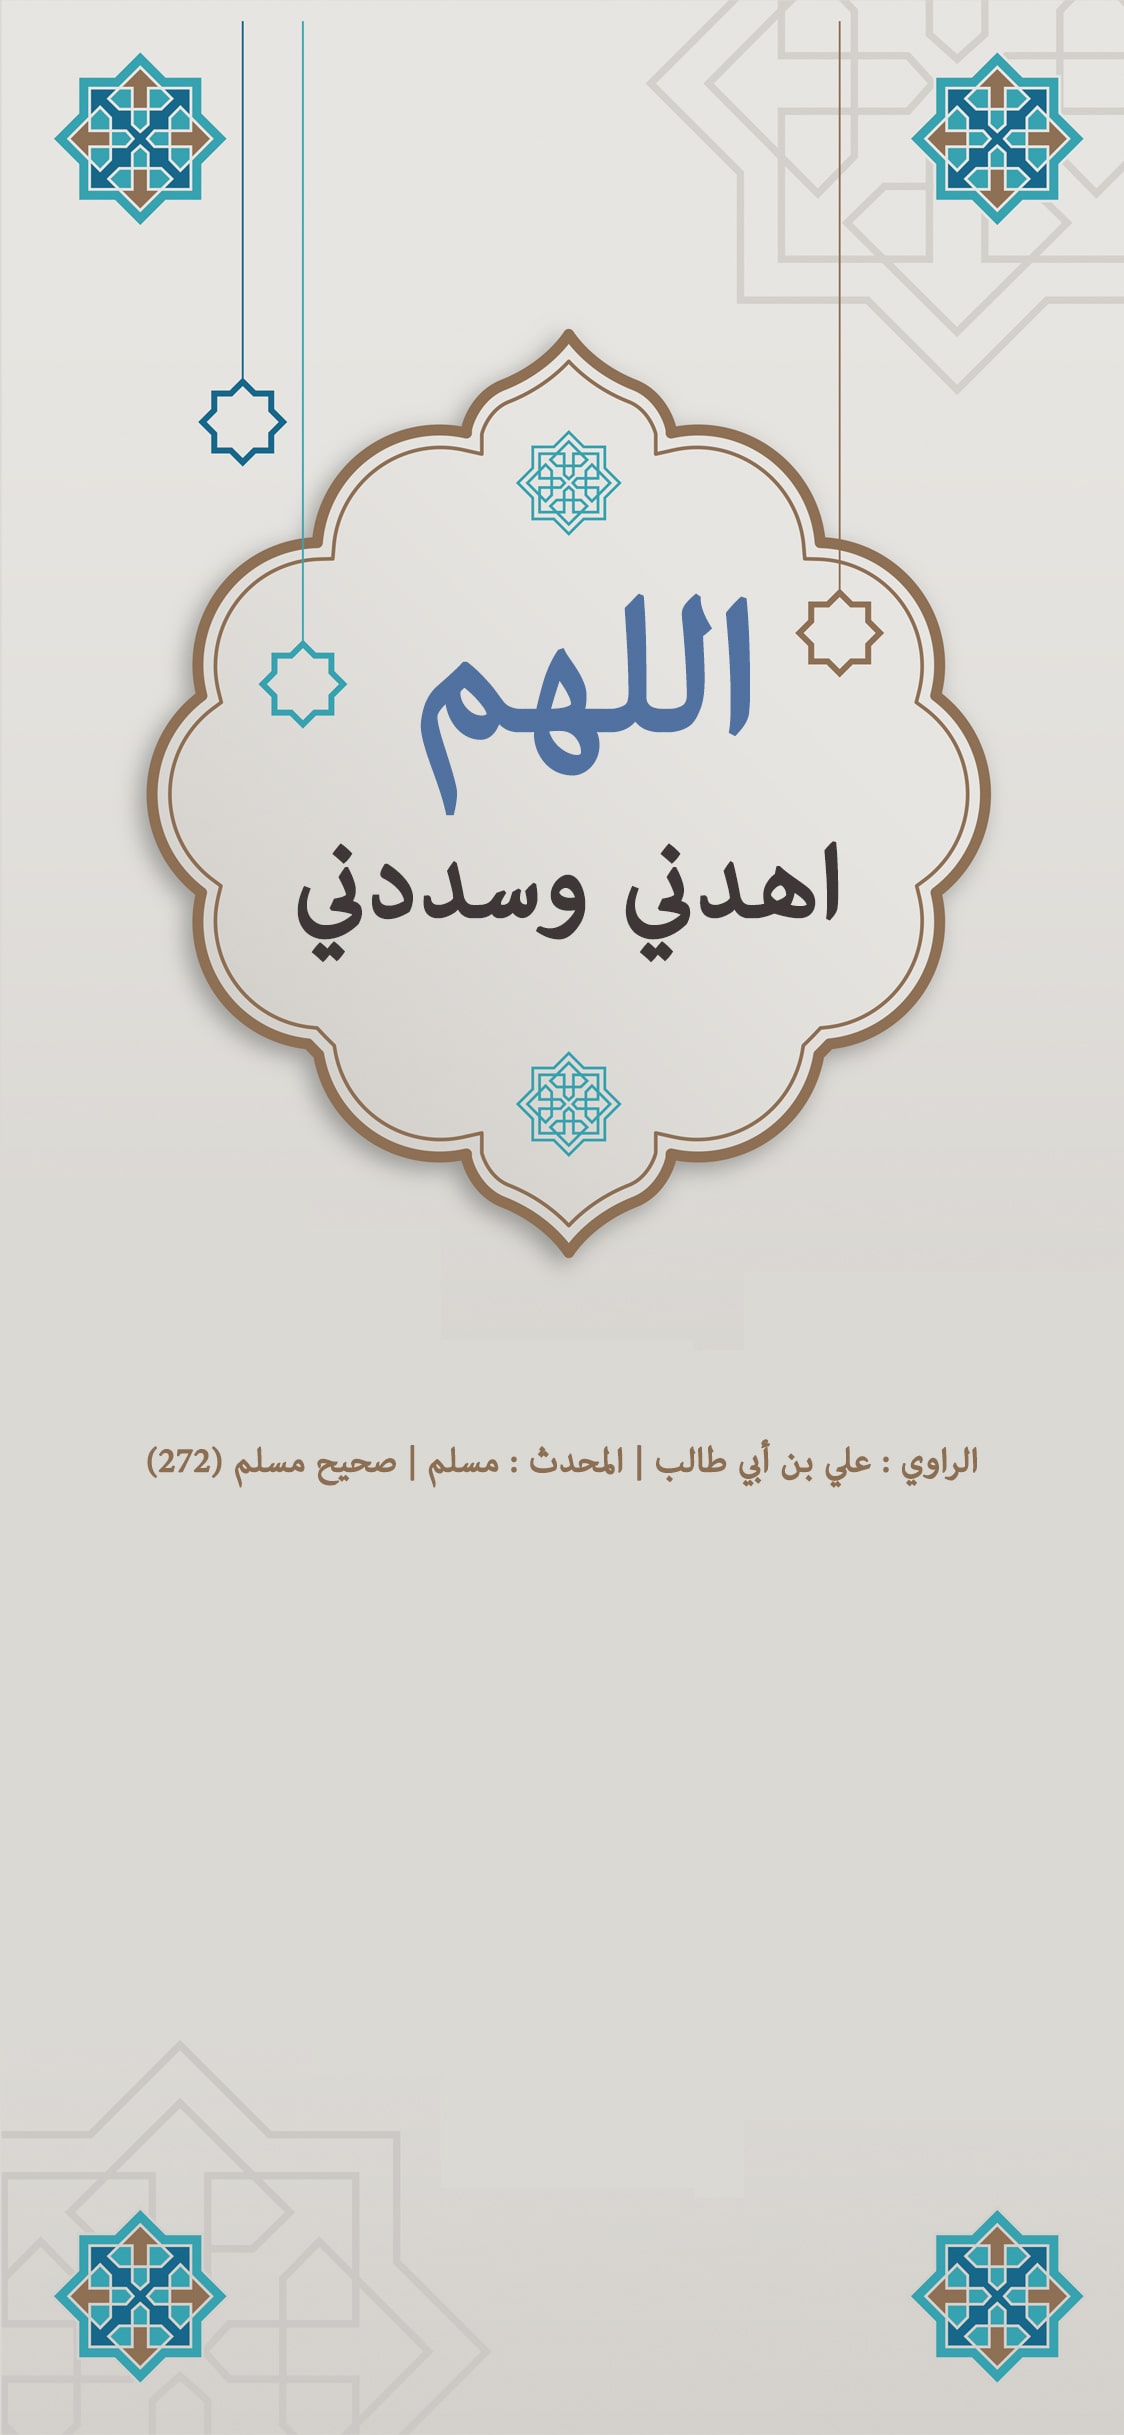 اللهم
اهدني وسددني
الراوي : علي بن أبي طالب | المحدث : مسلم | صحيح مسلم (272)